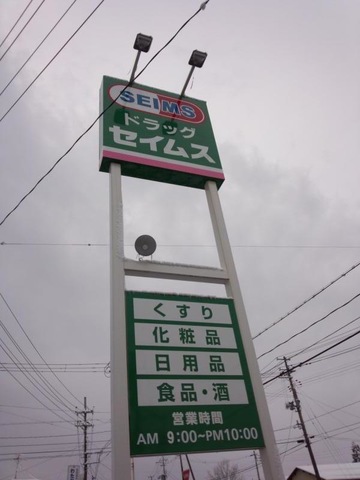 SEIMS
ドラッグ
セイムス
くすり
化粧品
日用品
食品・酒
営業時間
AM 9:00~PM10:00